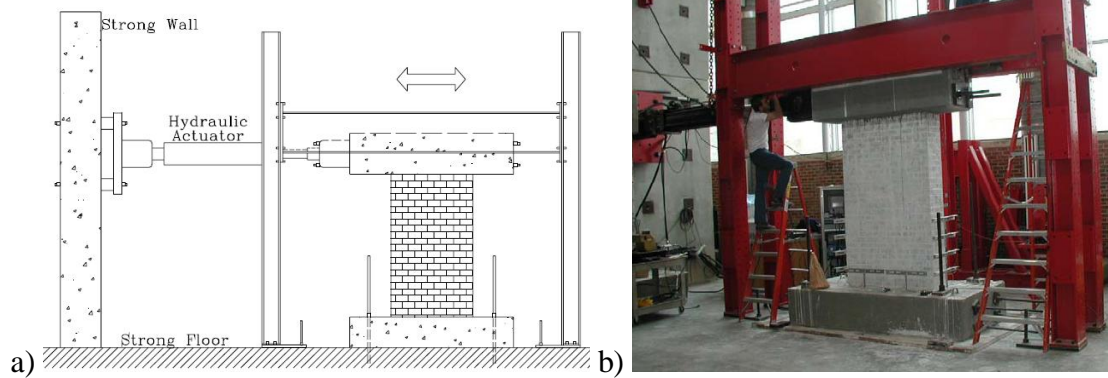 Strong Wall
Hydraulic
Actuator
Strong Floor
a)
b)